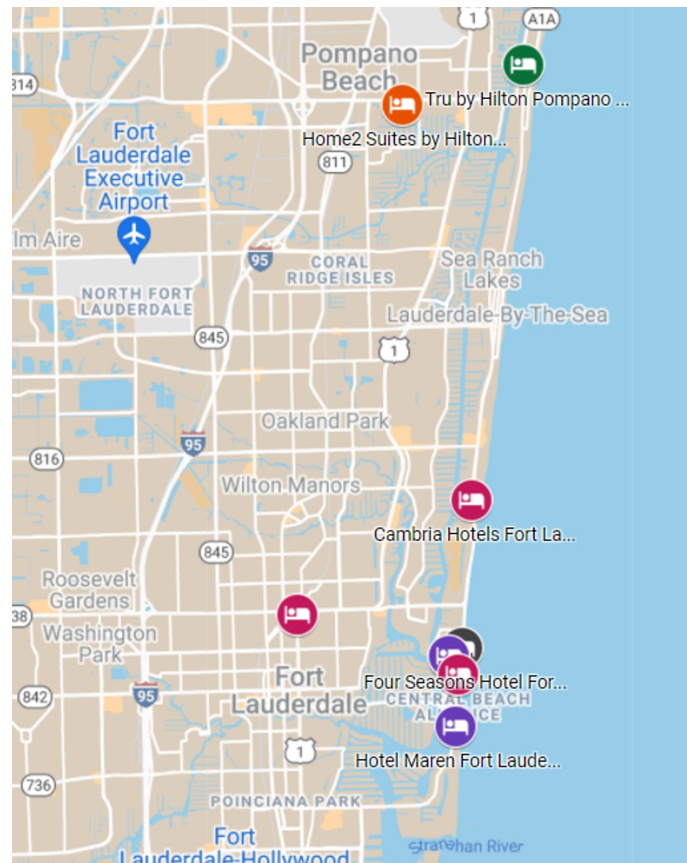 1
A1A
Pompano
Beach
814
Tru by Hilton Pompano ...
Home2 Suites by Hilton...
Fort
Lauderdale
Executive
Airport
811
lm Aire
95
CORAL
RIDGE ISLES
Sea Ranch
Lakes
NORTH FORT
LAUDERDALE
Lauderdale-By-The-Sea
845
1
Oakland Park
95
816
Wilton Manors
Cambria Hotels Fort La...
845
Roosevelt
Gardens
38
Washington
Park
Four Seasons Hotel For...
Fort
Lauderdale
CENTRAL BEACH
842
95
1
Hotel Maren Fort Laude...
736
POINCIANA PARK
Fort
Lauderdale-Hollywood
Stranahan River